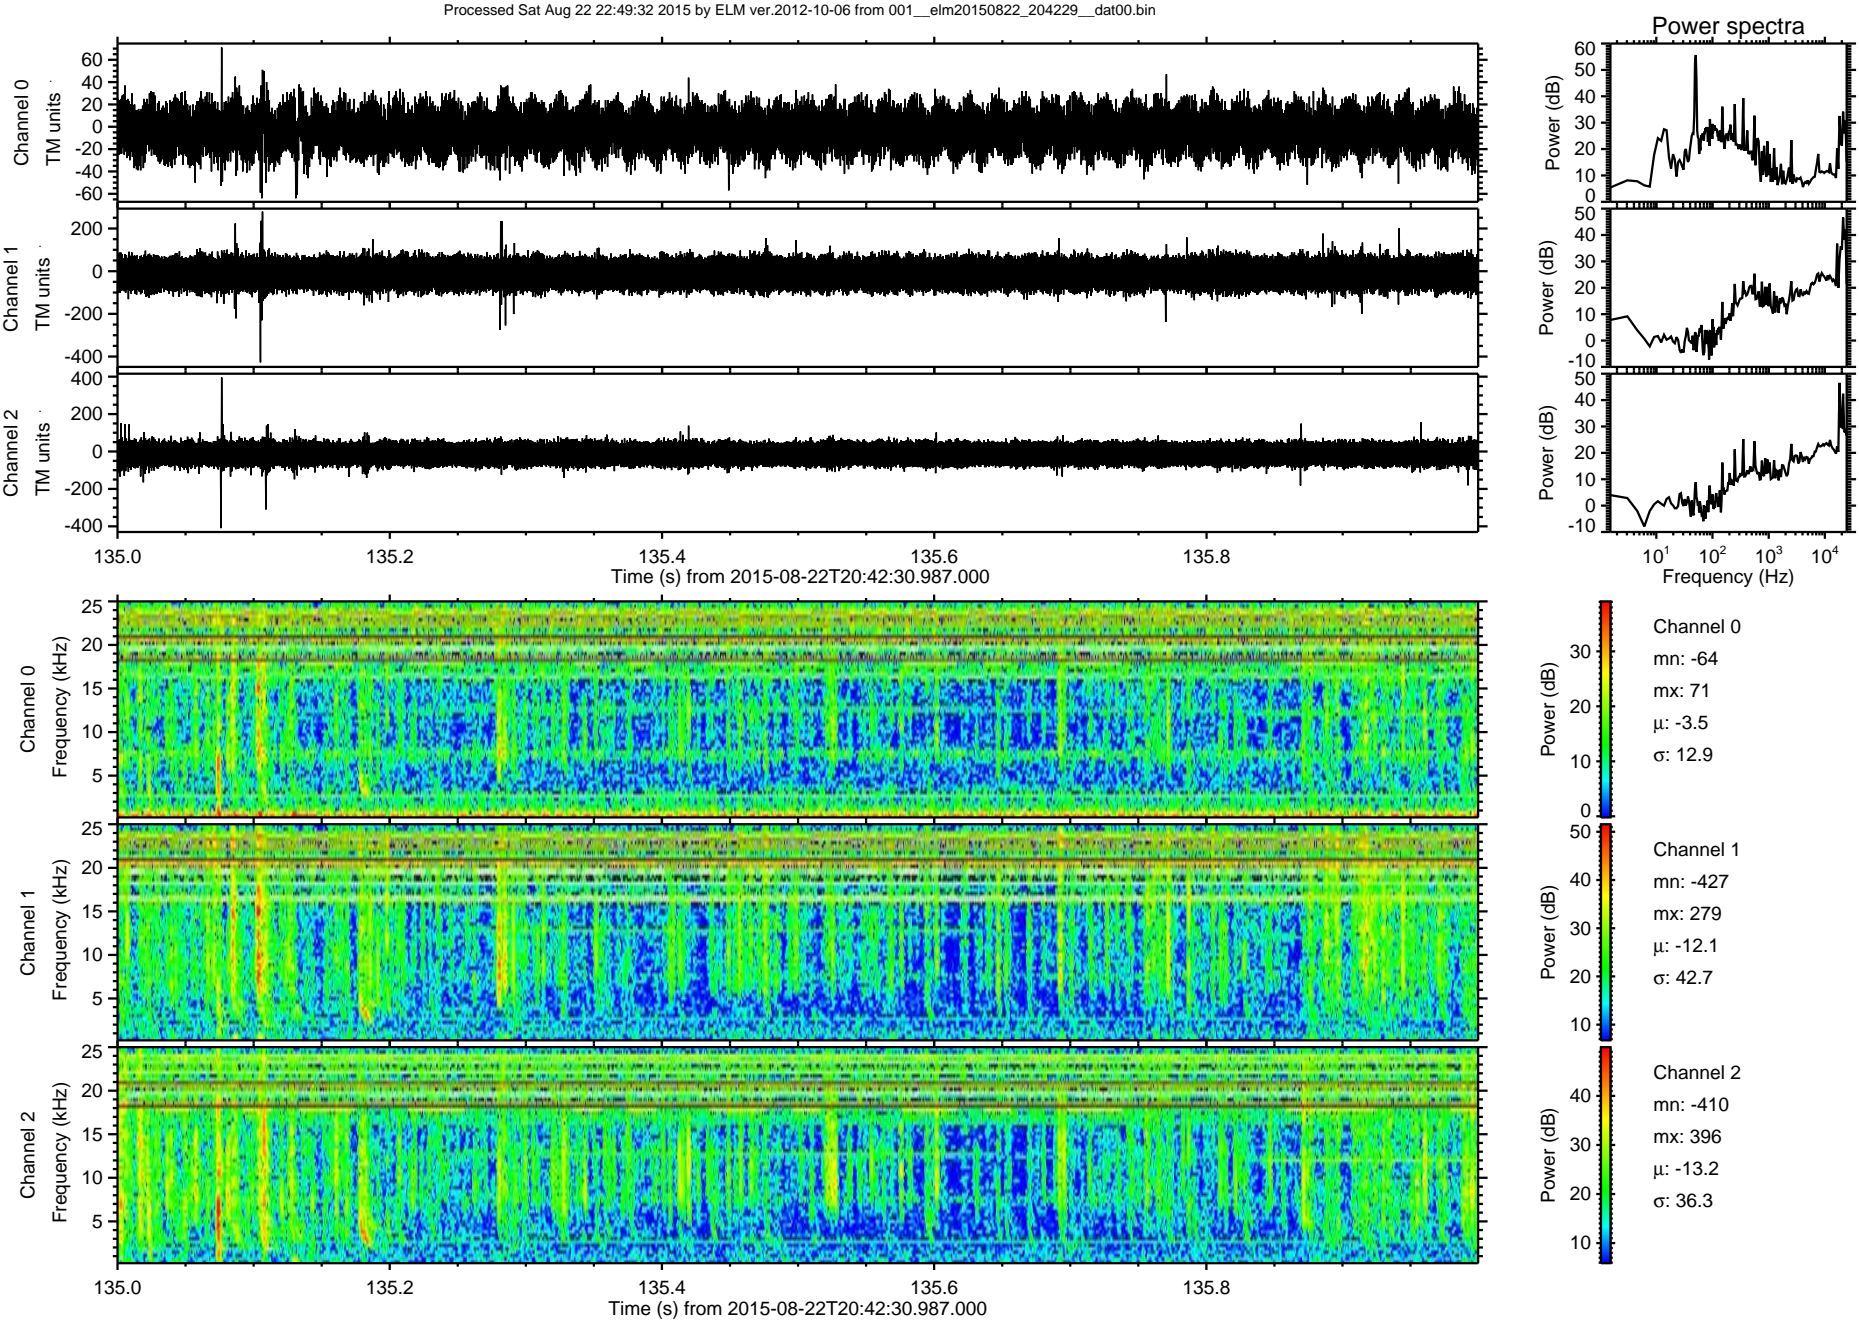 Processed Sat Aug 22 22:49:32 2015 by ELM ver.2012-10-06 from 001__elm20150822_204229__dat00.bin
Power spectra
Channel 0
TM units
60
40
20
0
-20
-40
-60
Power (dB)
60
50
40
30
20
10
0
Channel 1
TM units
200
0
-200
-400
Power (dB)
50
40
30
20
10
0
-10
Channel 2
TM units
400
200
0
-200
-400
Power (dB)
50
40
30
20
10
0
-10
135.0 135.2 135.4 135.6 135.8
Time (s) from 2015-08-22T20:42:30.987.000
10¹ 10² 10³ 10⁴
Frequency (Hz)
Channel 0
Frequency (kHz)
25
20
15
10
5
Power (dB)
30
20
10
0
Channel 0
mn: -64
mx: 71
μ: -3.5
σ: 12.9
Channel 1
Frequency (kHz)
25
20
15
10
5
Power (dB)
50
40
30
20
10
Channel 1
mn: -427
mx: 279
μ: -12.1
σ: 42.7
Channel 2
Frequency (kHz)
25
20
15
10
5
Power (dB)
40
30
20
10
Channel 2
mn: -410
mx: 396
μ: -13.2
σ: 36.3
135.0 135.2 135.4 135.6 135.8
Time (s) from 2015-08-22T20:42:30.987.000